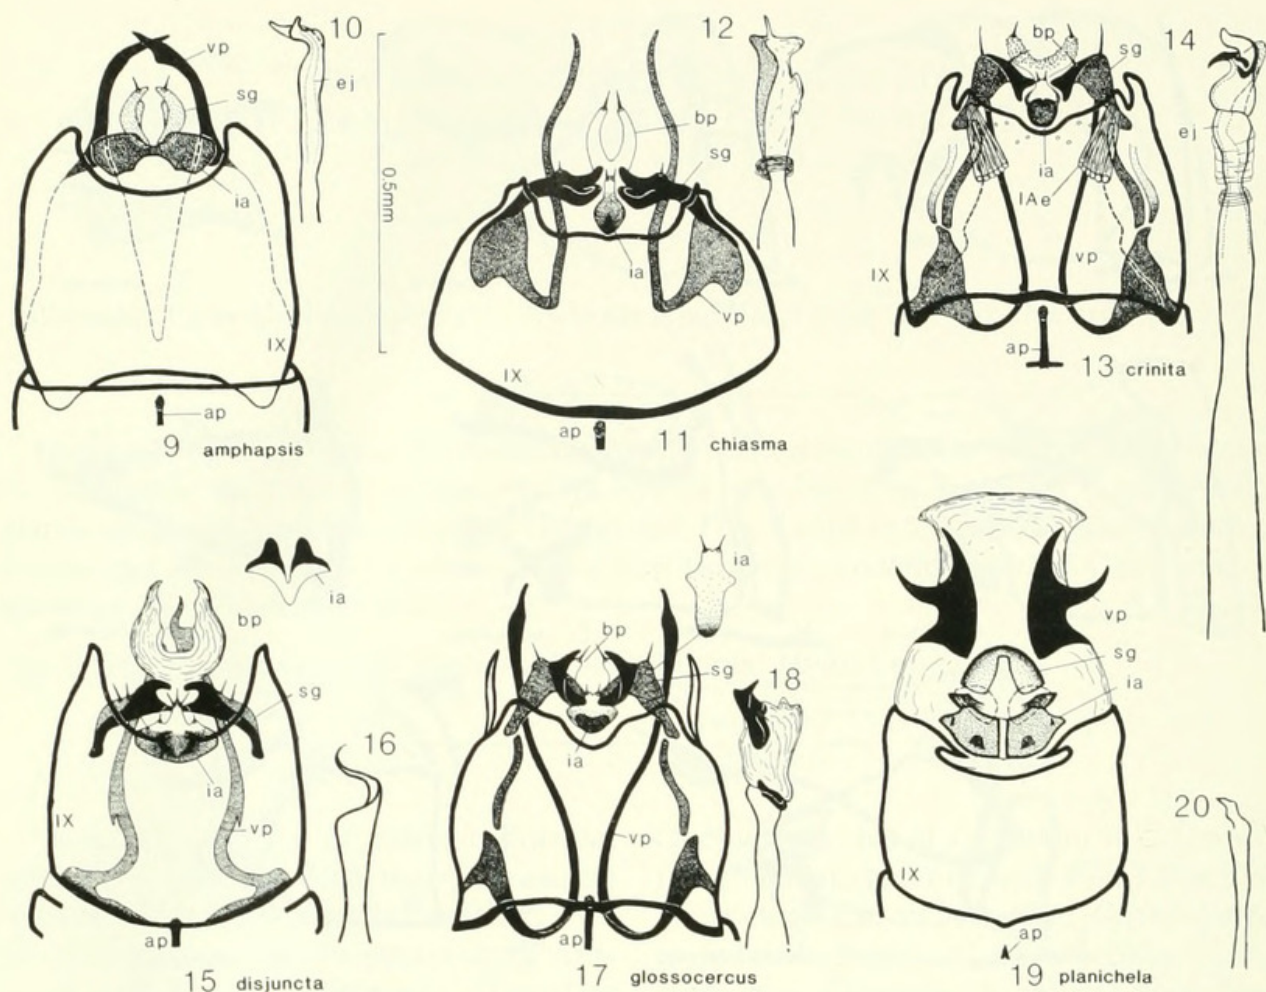 10
vp
sg
ej
ia
IX
ap
9 amphapsis
0.5mm
12
bp
sg
ia
vp
IX
ap
11 chiasma
14
bp
sg
ej
ia
IAe
IX
vp
ap
13 crinita
ia
bp
sg
16
ia
IX
vp
ap
15 disjuncta
ia
bp
sg
18
ia
vp
ap
17 glossocercus
vp
sg
ia
20
IX
ap
19 planichela